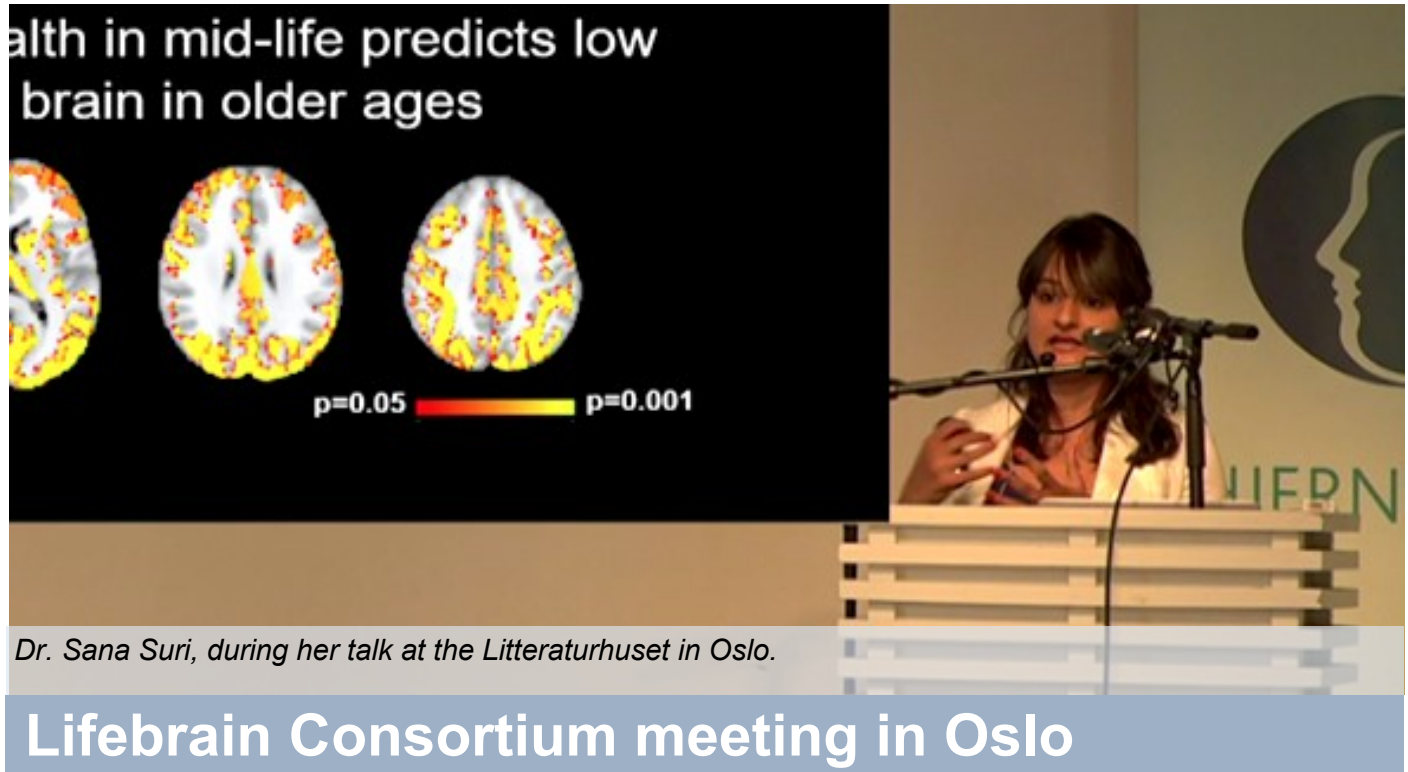 alth in mid-life predicts low
brain in older ages
p=0.05 p=0.001
Dr. Sana Suri, during her talk at the Litteraturhuset in Oslo.
Lifebrain Consortium meeting in Oslo